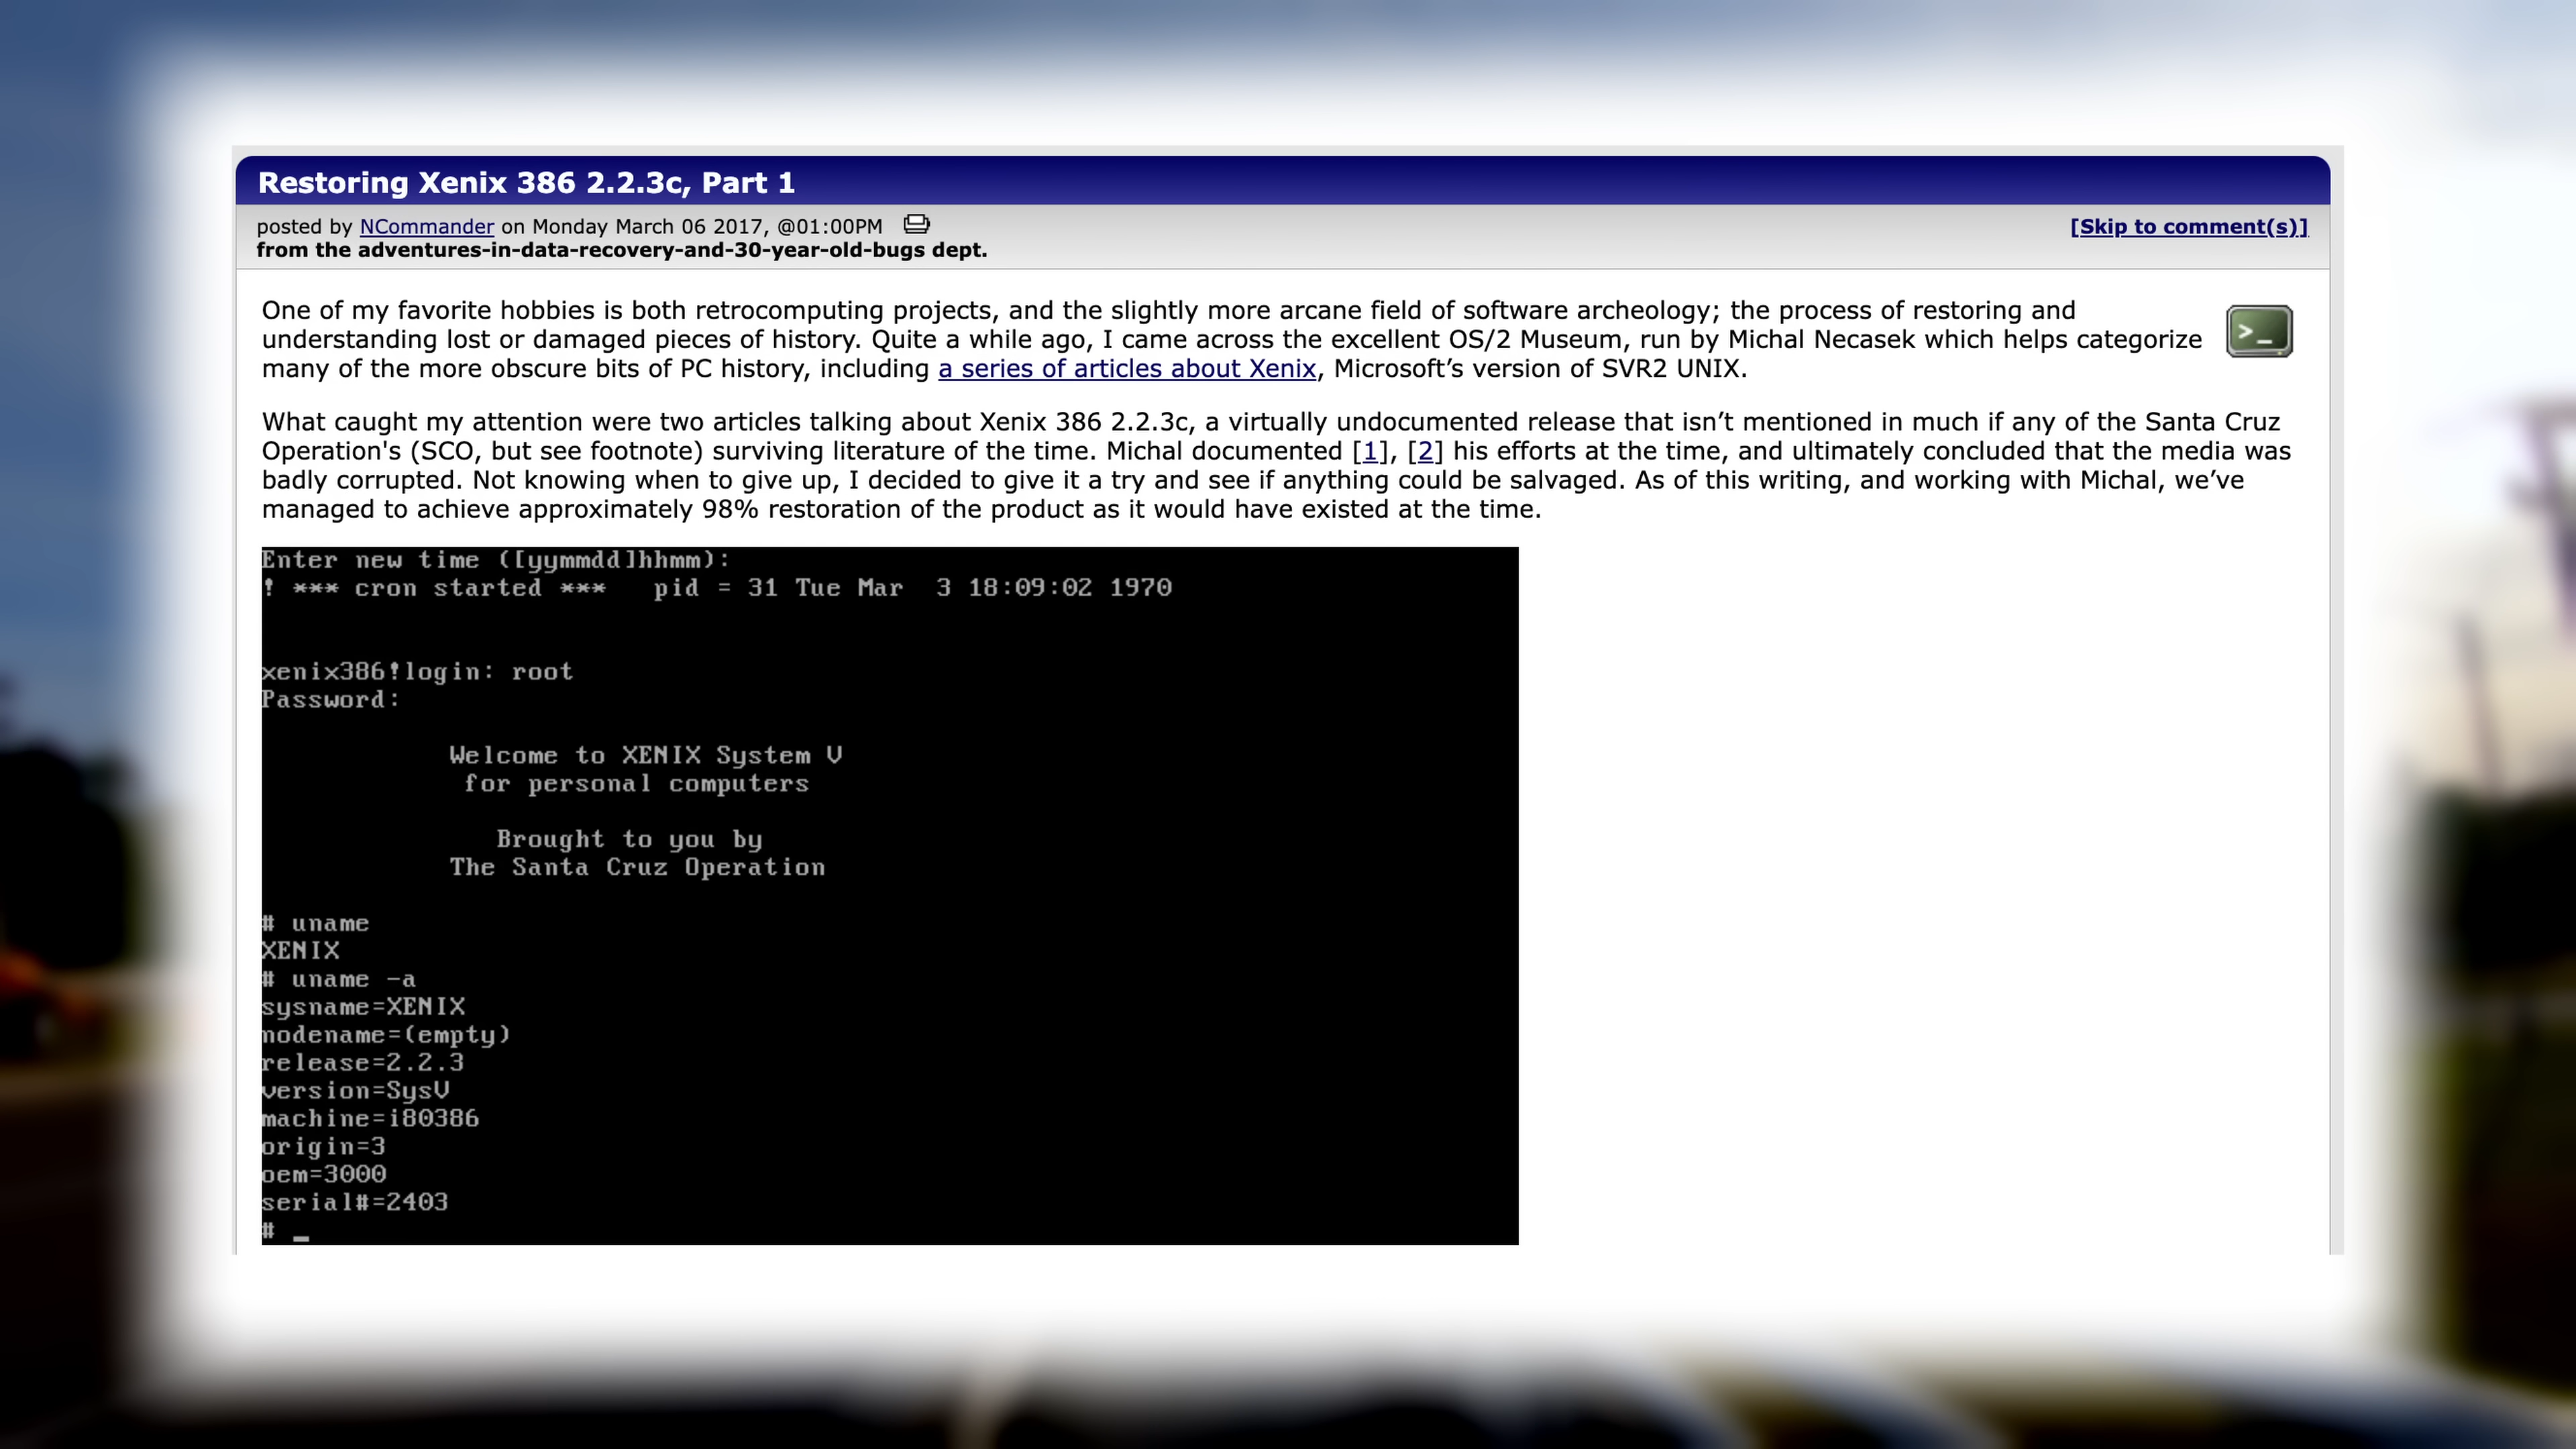 Restoring Xenix 386 2.2.3c, Part 1
posted by NCommander on Monday March 06 2017, @01:00PM
[Skip to comment(s)]
from the adventures-in-data-recovery-and-30-year-old-bugs dept.
One of my favorite hobbies is both retrocomputing projects, and the slightly more arcane field of software archeology; the process of restoring and
understanding lost or damaged pieces of history. Quite a while ago, I came across the excellent OS/2 Museum, run by Michal Necasek which helps categorize
many of the more obscure bits of PC history, including a series of articles about Xenix, Microsoft’s version of SVR2 UNIX.
>_
What caught my attention were two articles talking about Xenix 386 2.2.3c, a virtually undocumented release that isn’t mentioned in much if any of the Santa Cruz
Operation's (SCO, but see footnote) surviving literature of the time. Michal documented [1], [2] his efforts at the time, and ultimately concluded that the media was
badly corrupted. Not knowing when to give up, I decided to give it a try and see if anything could be salvaged. As of this writing, and working with Michal, we’ve
managed to achieve approximately 98% restoration of the product as it would have existed at the time.
Enter new time ([yymmdd]hhmm):
! *** cron started ***   pid = 31 Tue Mar  3 18:09:02 1970
xenix386!login: root
Password:
Welcome to XENIX System V
for personal computers
Brought to you by
The Santa Cruz Operation
# uname
XENIX
# uname -a
sysname=XENIX
nodename=(empty)
release=2.2.3
version=SysV
machine=i80386
origin=3
oem=3000
serial#=2403
# _